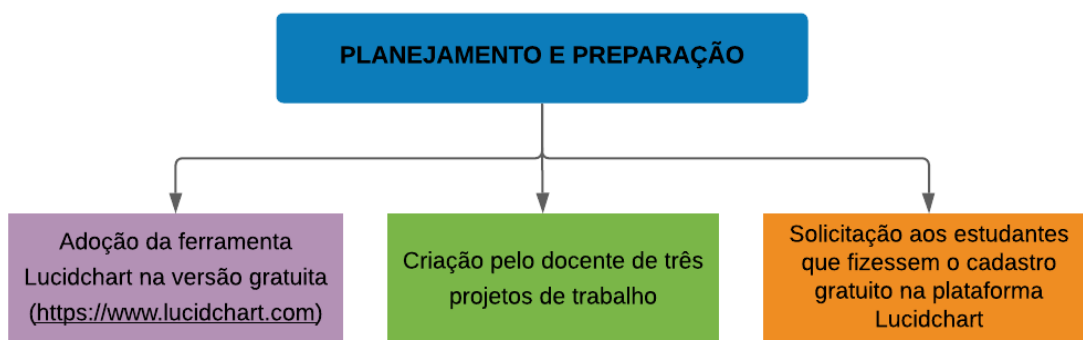 PLANEJAMENTO E PREPARAÇÃO
Adoção da ferramenta
Lucidchart na versão gratuita
(https://www.lucidchart.com)
Criação pelo docente de três
projetos de trabalho
Solicitação aos estudantes
que fizessem o cadastro
gratuito na plataforma
Lucidchart